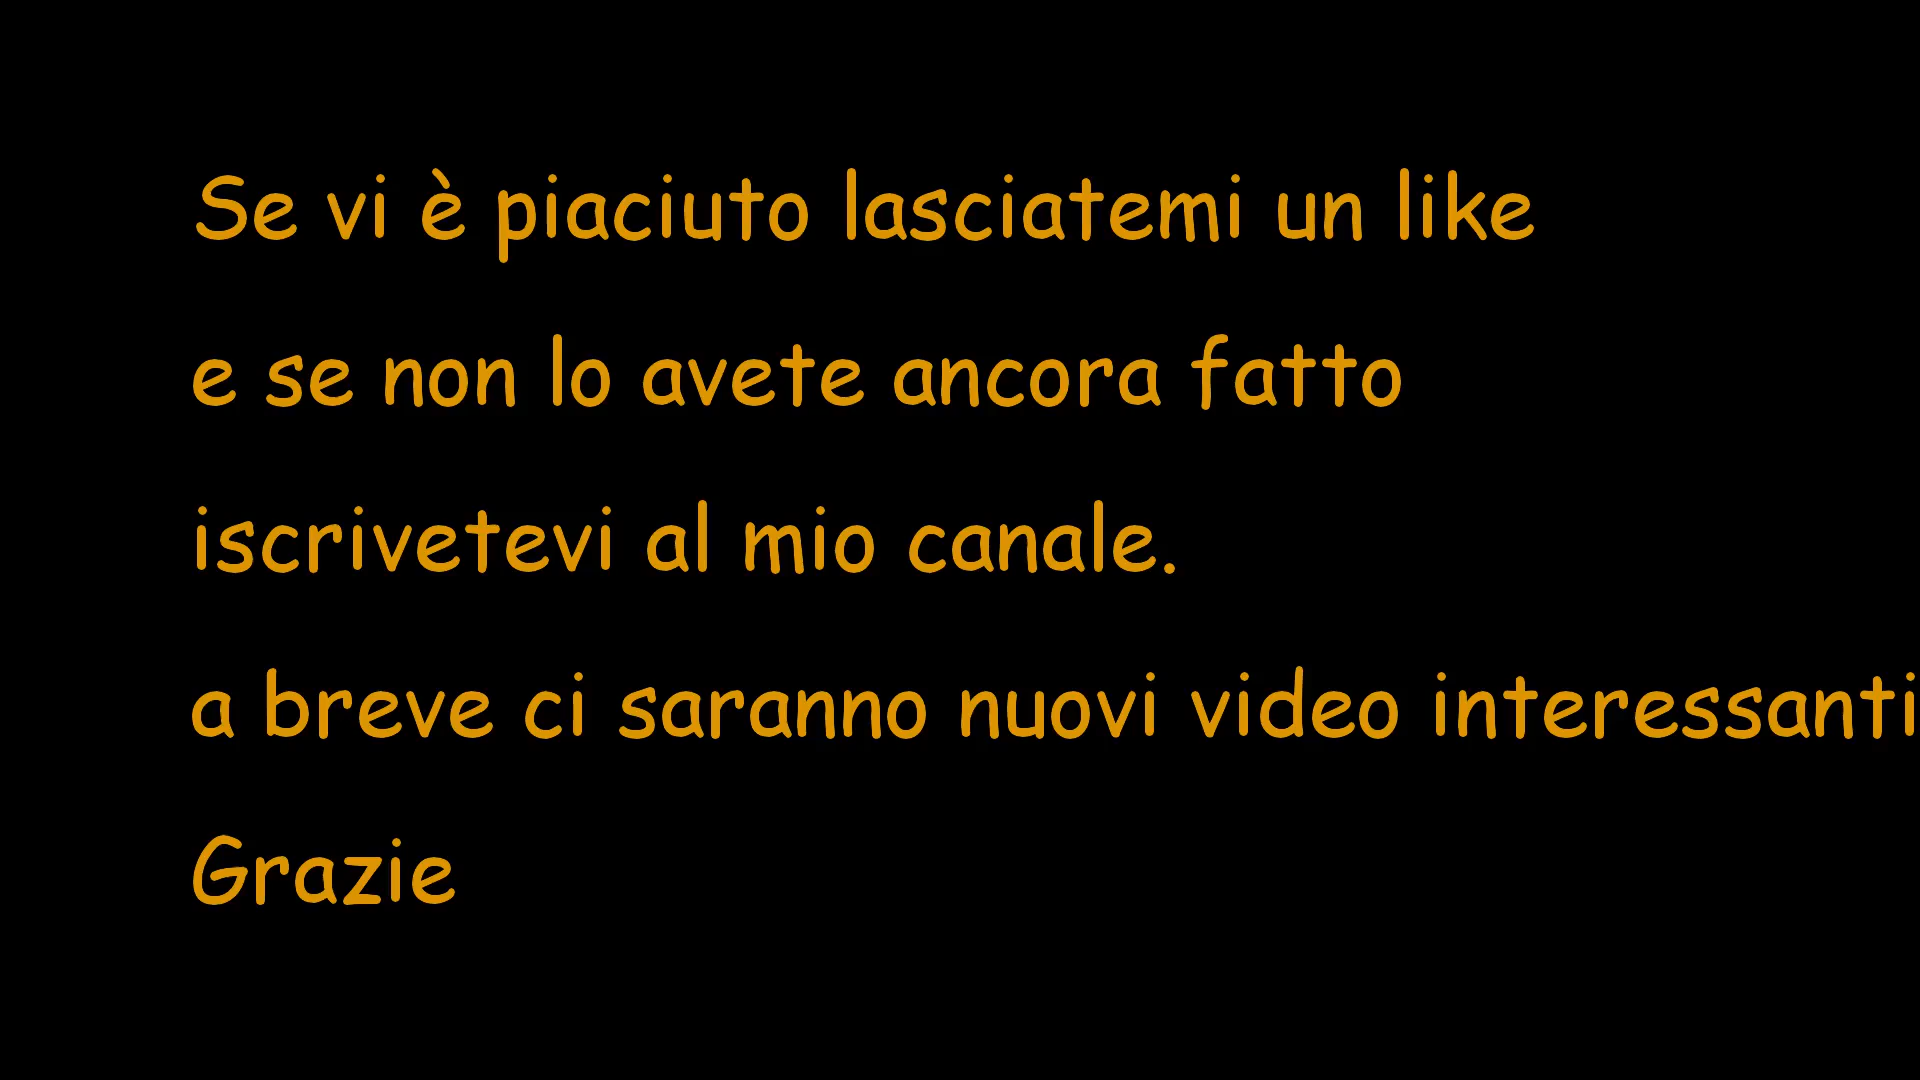 Se vi è piaciuto lasciatemi un like
e se non lo avete ancora fatto
iscrivetevi al mio canale.
a breve ci saranno nuovi video interessanti
Grazie